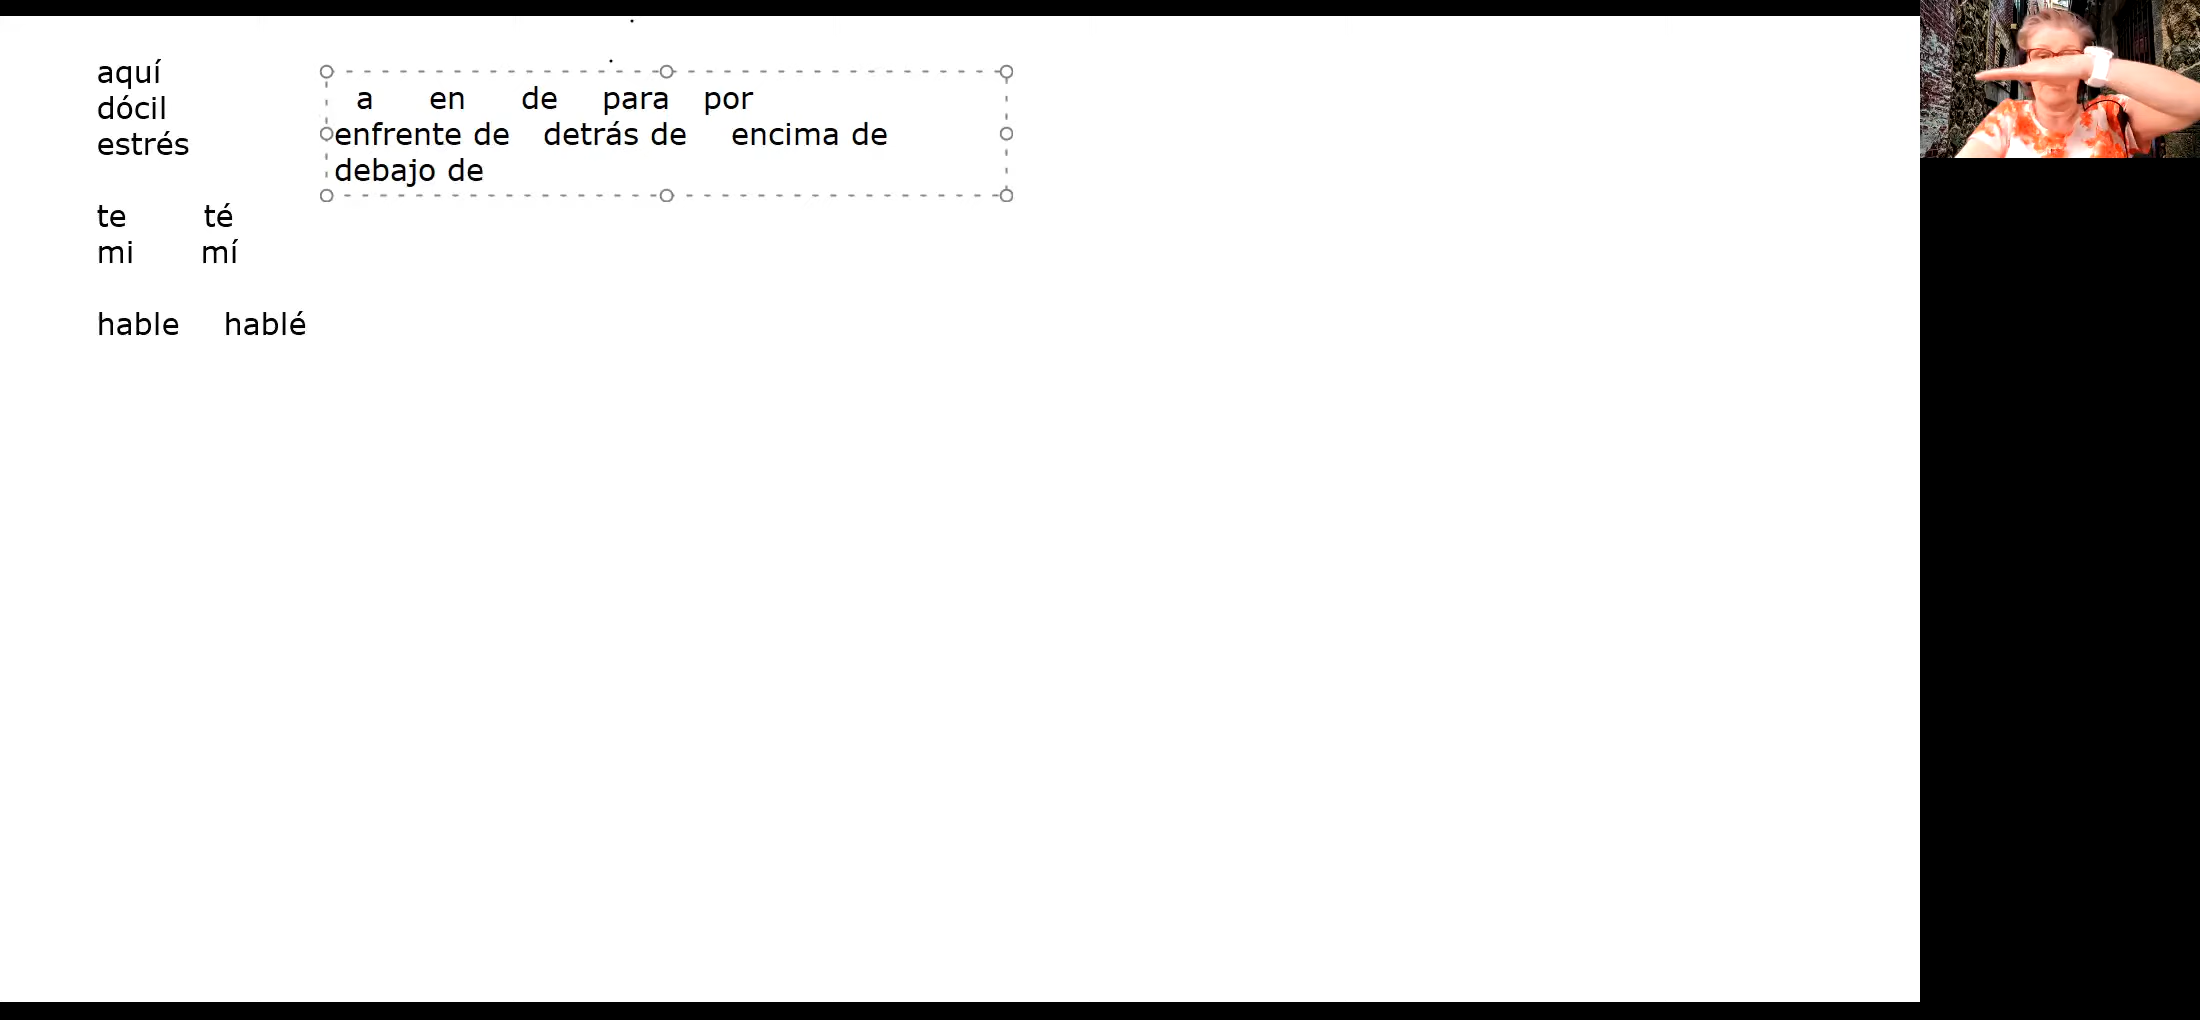 aquí
dócil
estrés
te té
mi mí
hable hablé
a en de para por
enfrente de detrás de encima de
debajo de